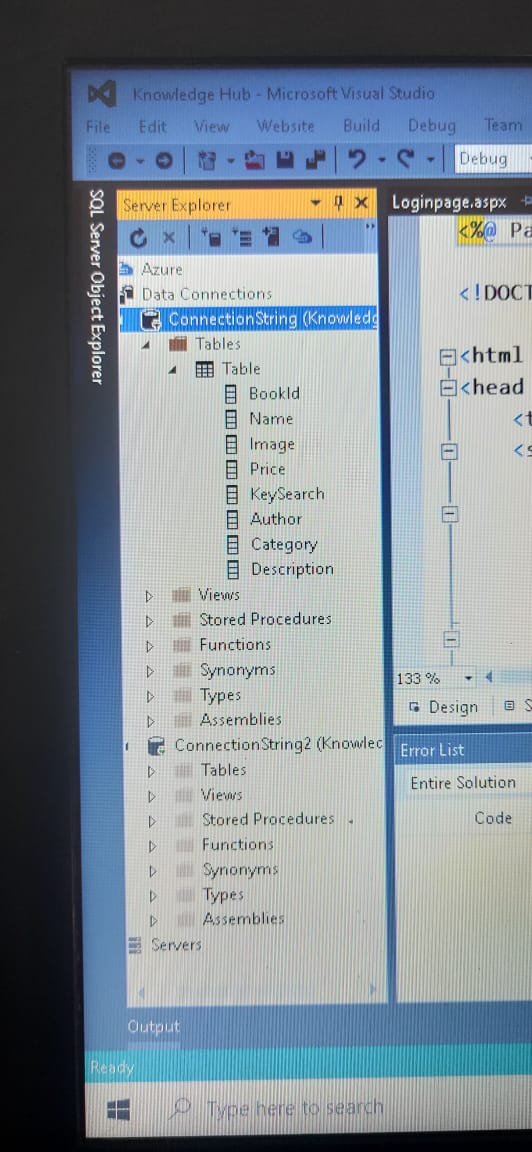 Knowledge Hub - Microsoft Visual Studio
File Edit View Website Build Debug Team
Debug
SQL Server Object Explorer
Server Explorer
Azure
Data Connections
ConnectionString (Knowledg
Tables
Table
BookId
Name
Image
Price
KeySearch
Author
Category
Description
Views
Stored Procedures
Functions
Synonyms
Types
Assemblies
ConnectionString2 (Knowlec
Tables
Views
Stored Procedures
Functions
Synonyms
Types
Assemblies
Servers
Loginpage.aspx
<%@ Pa
<!DOCT
<html
<head
<t
<s
133 %
Design S
Error List
Entire Solution
Code
Output
Ready
Type here to search